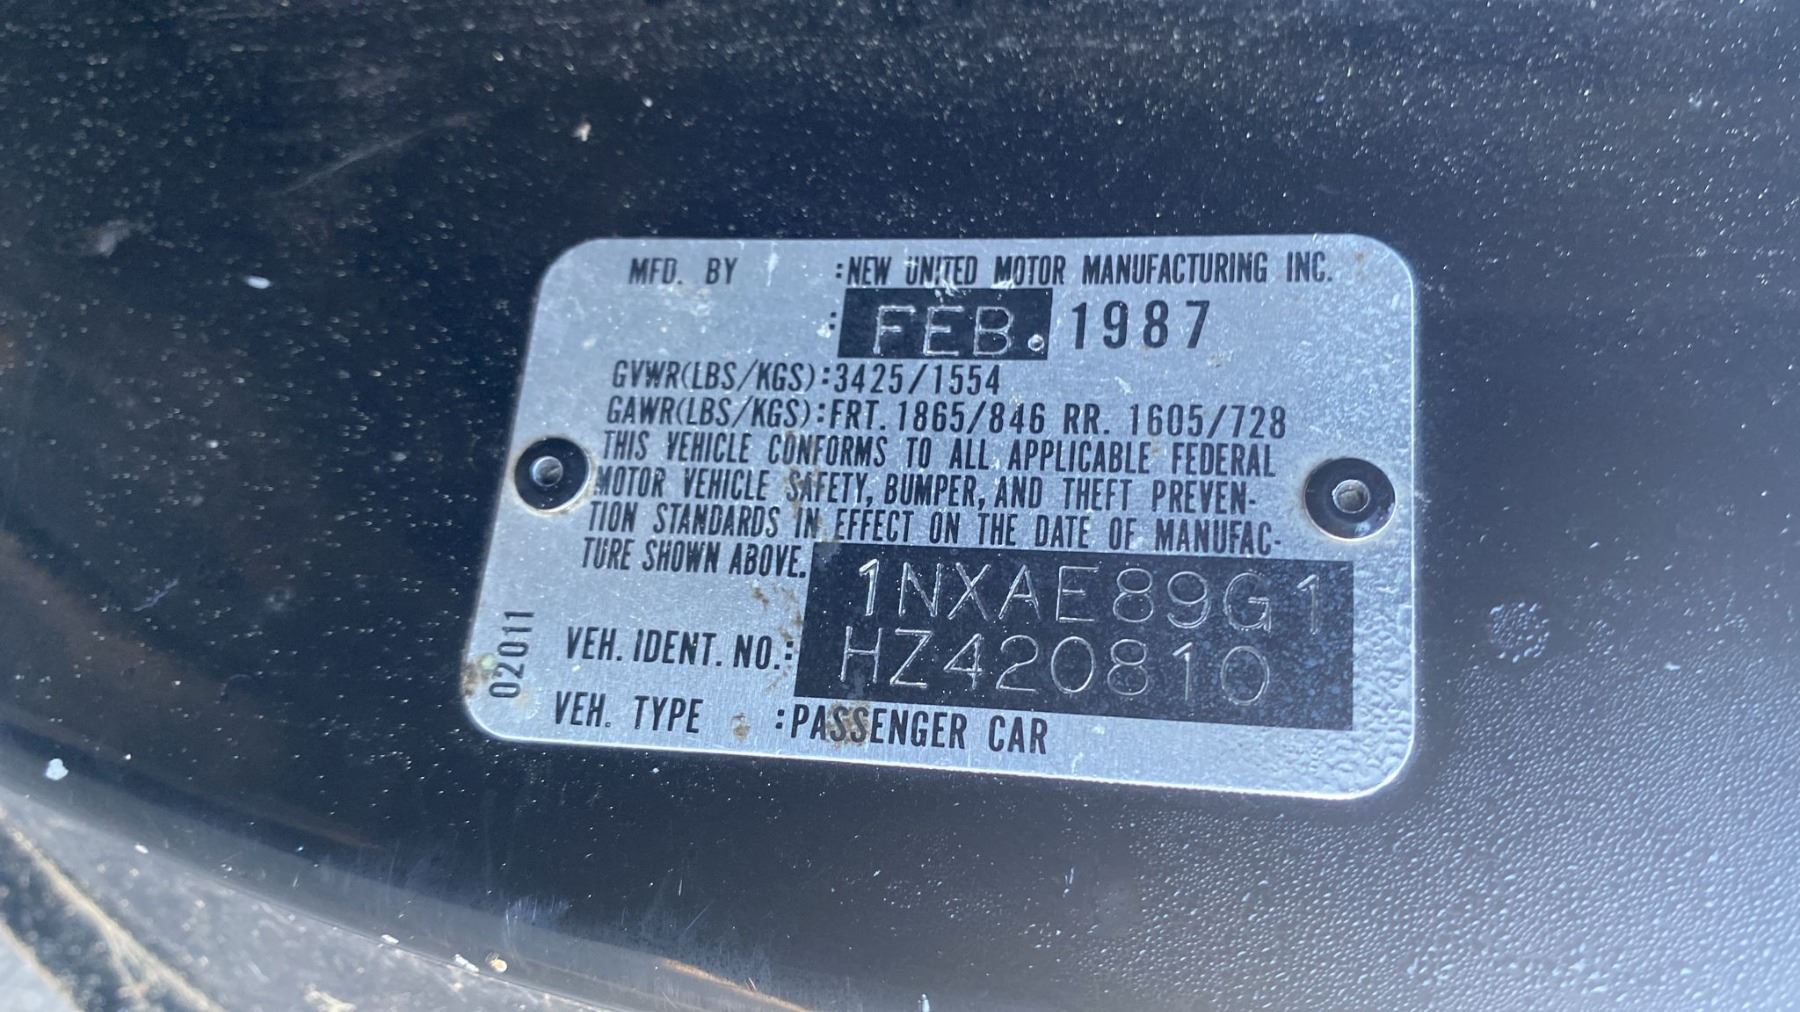 MFD. BY :NEW UNITED MOTOR MANUFACTURING INC.
: FEB. 1987
GVWR(LBS/KGS):3425/1554
GAWR(LBS/KGS):FRT. 1865/846 RR. 1605/728
THIS VEHICLE CONFORMS TO ALL APPLICABLE FEDERAL
MOTOR VEHICLE SAFETY, BUMPER, AND THEFT PREVEN-
TION STANDARDS IN EFFECT ON THE DATE OF MANUFAC-
TURE SHOWN ABOVE.
1NXAE89G1
VEH. IDENT. NO.: HZ420810
VEH. TYPE :PASSENGER CAR
02011